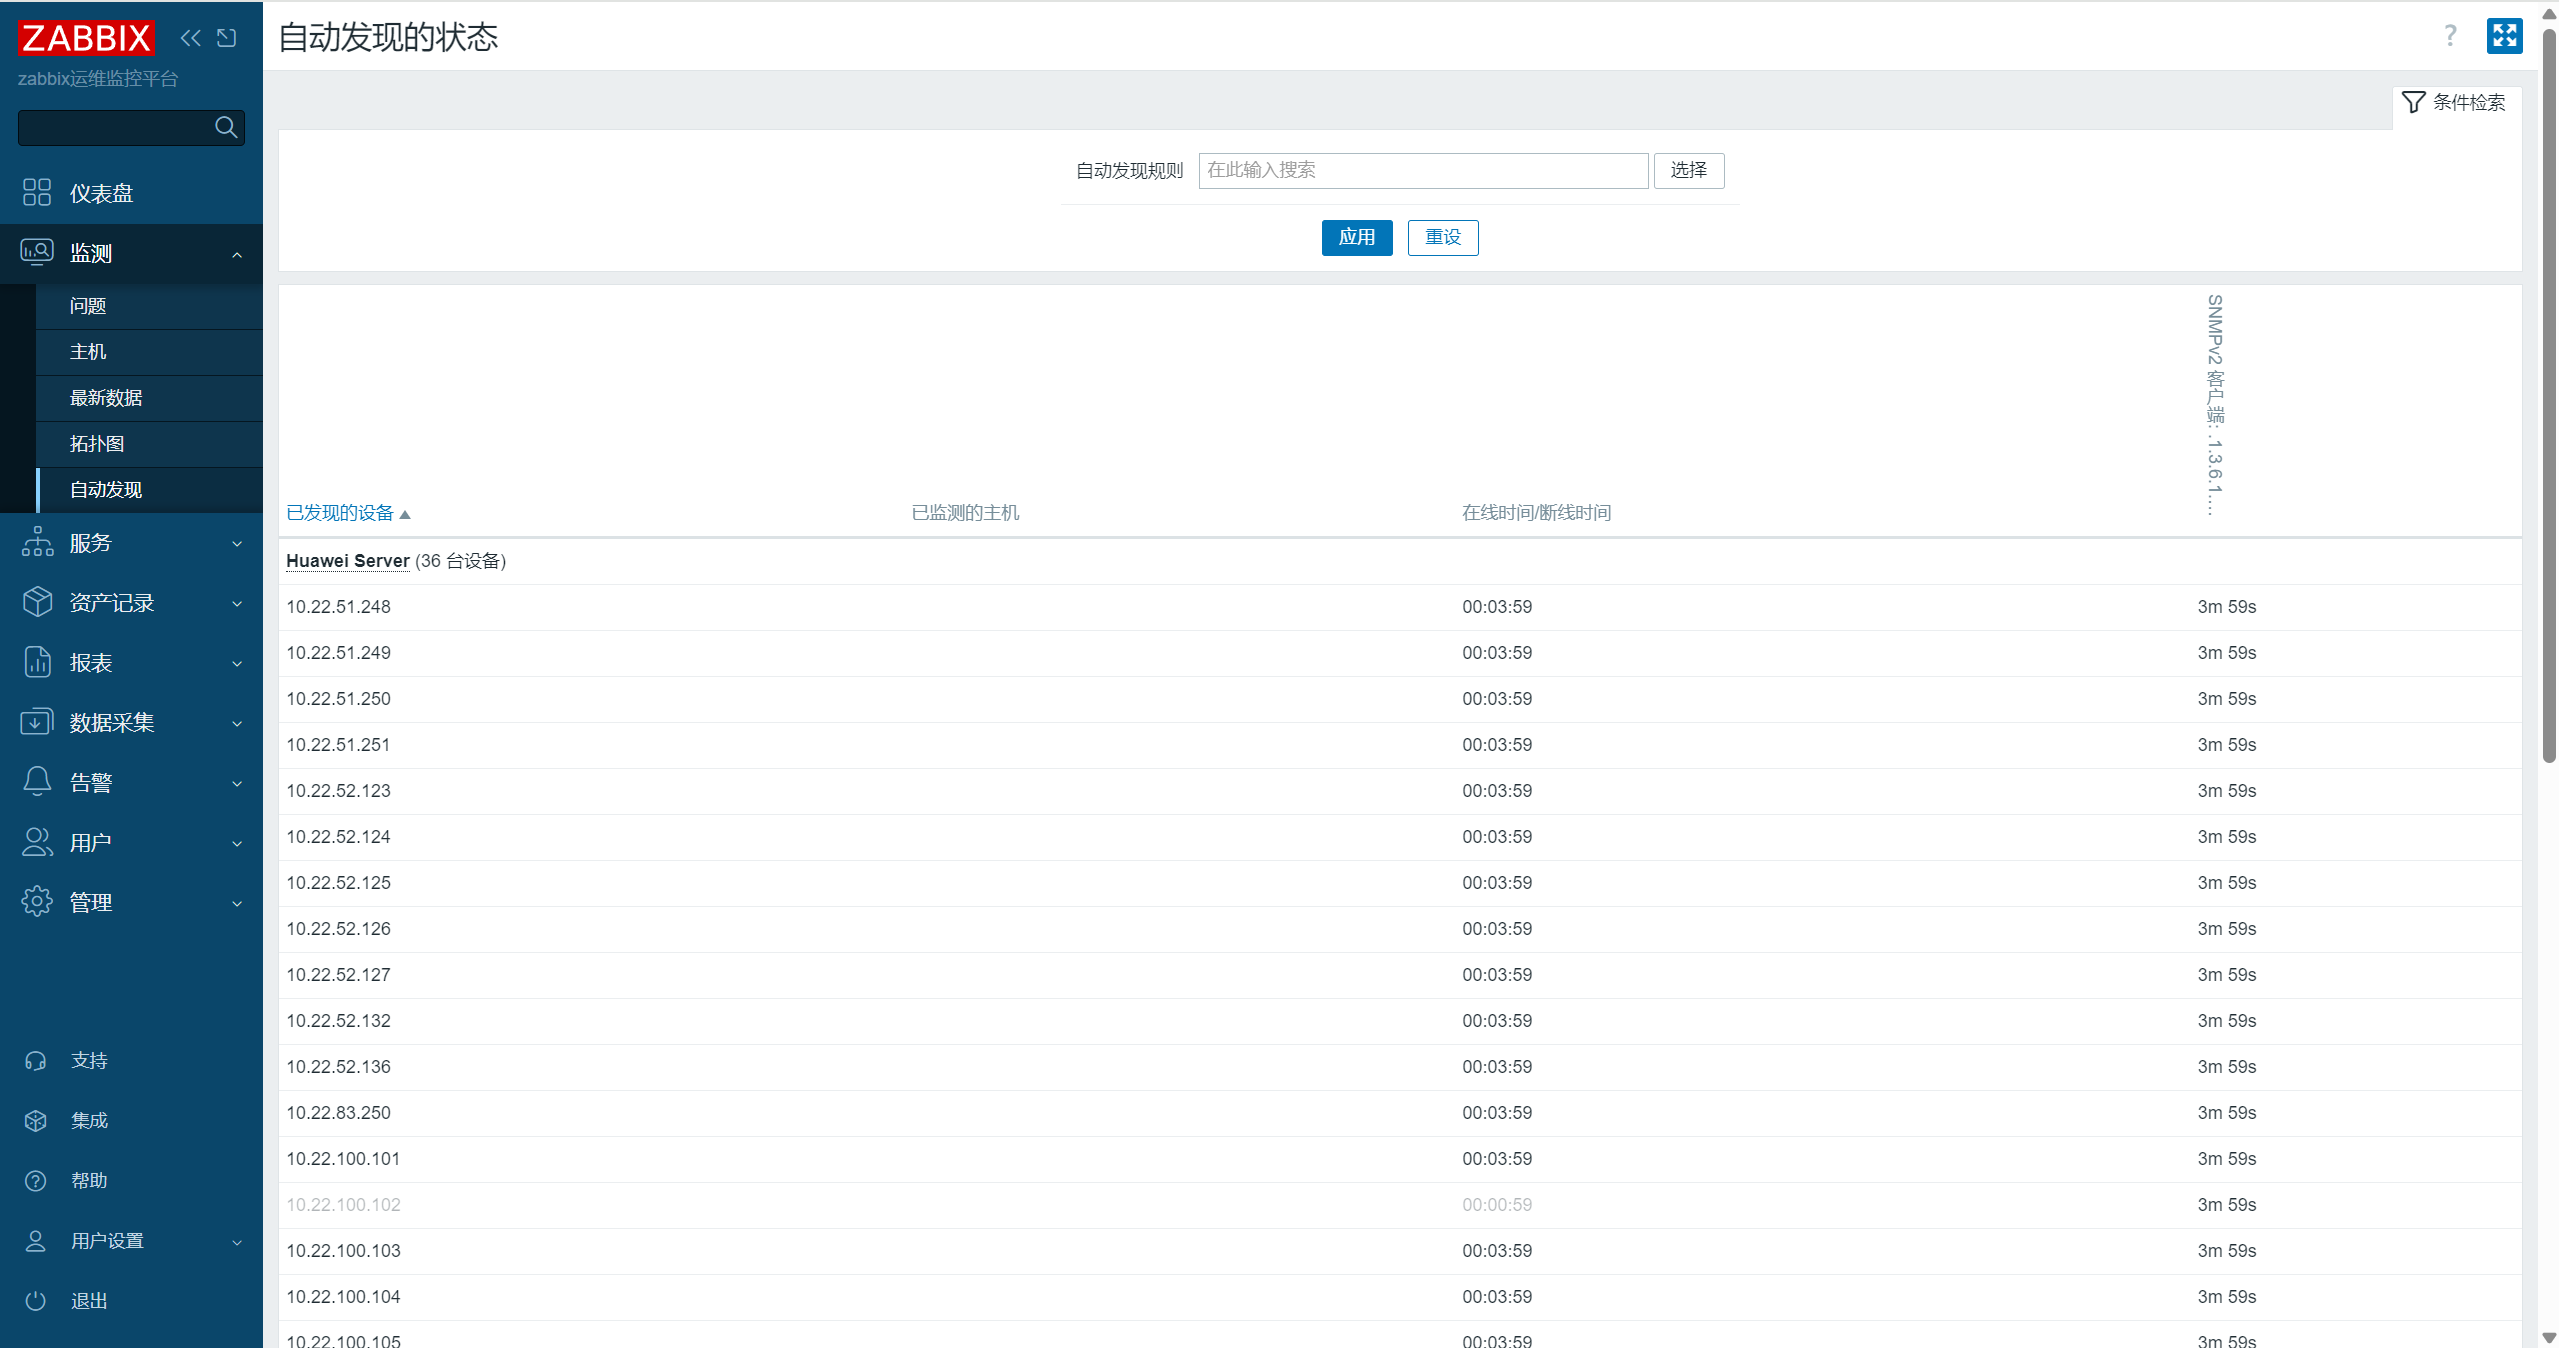 ZABBIX
zabbix运维监控平台
仪表盘
监测
问题
主机
最新数据
拓扑图
自动发现
服务
资产记录
报表
数据采集
告警
用户
管理
支持
集成
帮助
用户设置
退出
自动发现的状态
?
条件检索
自动发现规则 在此输入搜索 选择
应用 重设
已发现的设备▲ 已监测的主机 在线时间/断线时间 SNMPv2 客户端: .1.3.6.1....
Huawei Server (36 台设备)
10.22.51.248 00:03:59 3m 59s
10.22.51.249 00:03:59 3m 59s
10.22.51.250 00:03:59 3m 59s
10.22.51.251 00:03:59 3m 59s
10.22.52.123 00:03:59 3m 59s
10.22.52.124 00:03:59 3m 59s
10.22.52.125 00:03:59 3m 59s
10.22.52.126 00:03:59 3m 59s
10.22.52.127 00:03:59 3m 59s
10.22.52.132 00:03:59 3m 59s
10.22.52.136 00:03:59 3m 59s
10.22.83.250 00:03:59 3m 59s
10.22.100.101 00:03:59 3m 59s
10.22.100.102 00:00:59 3m 59s
10.22.100.103 00:03:59 3m 59s
10.22.100.104 00:03:59 3m 59s
10.22.100.105 00:03:59 3m 59s